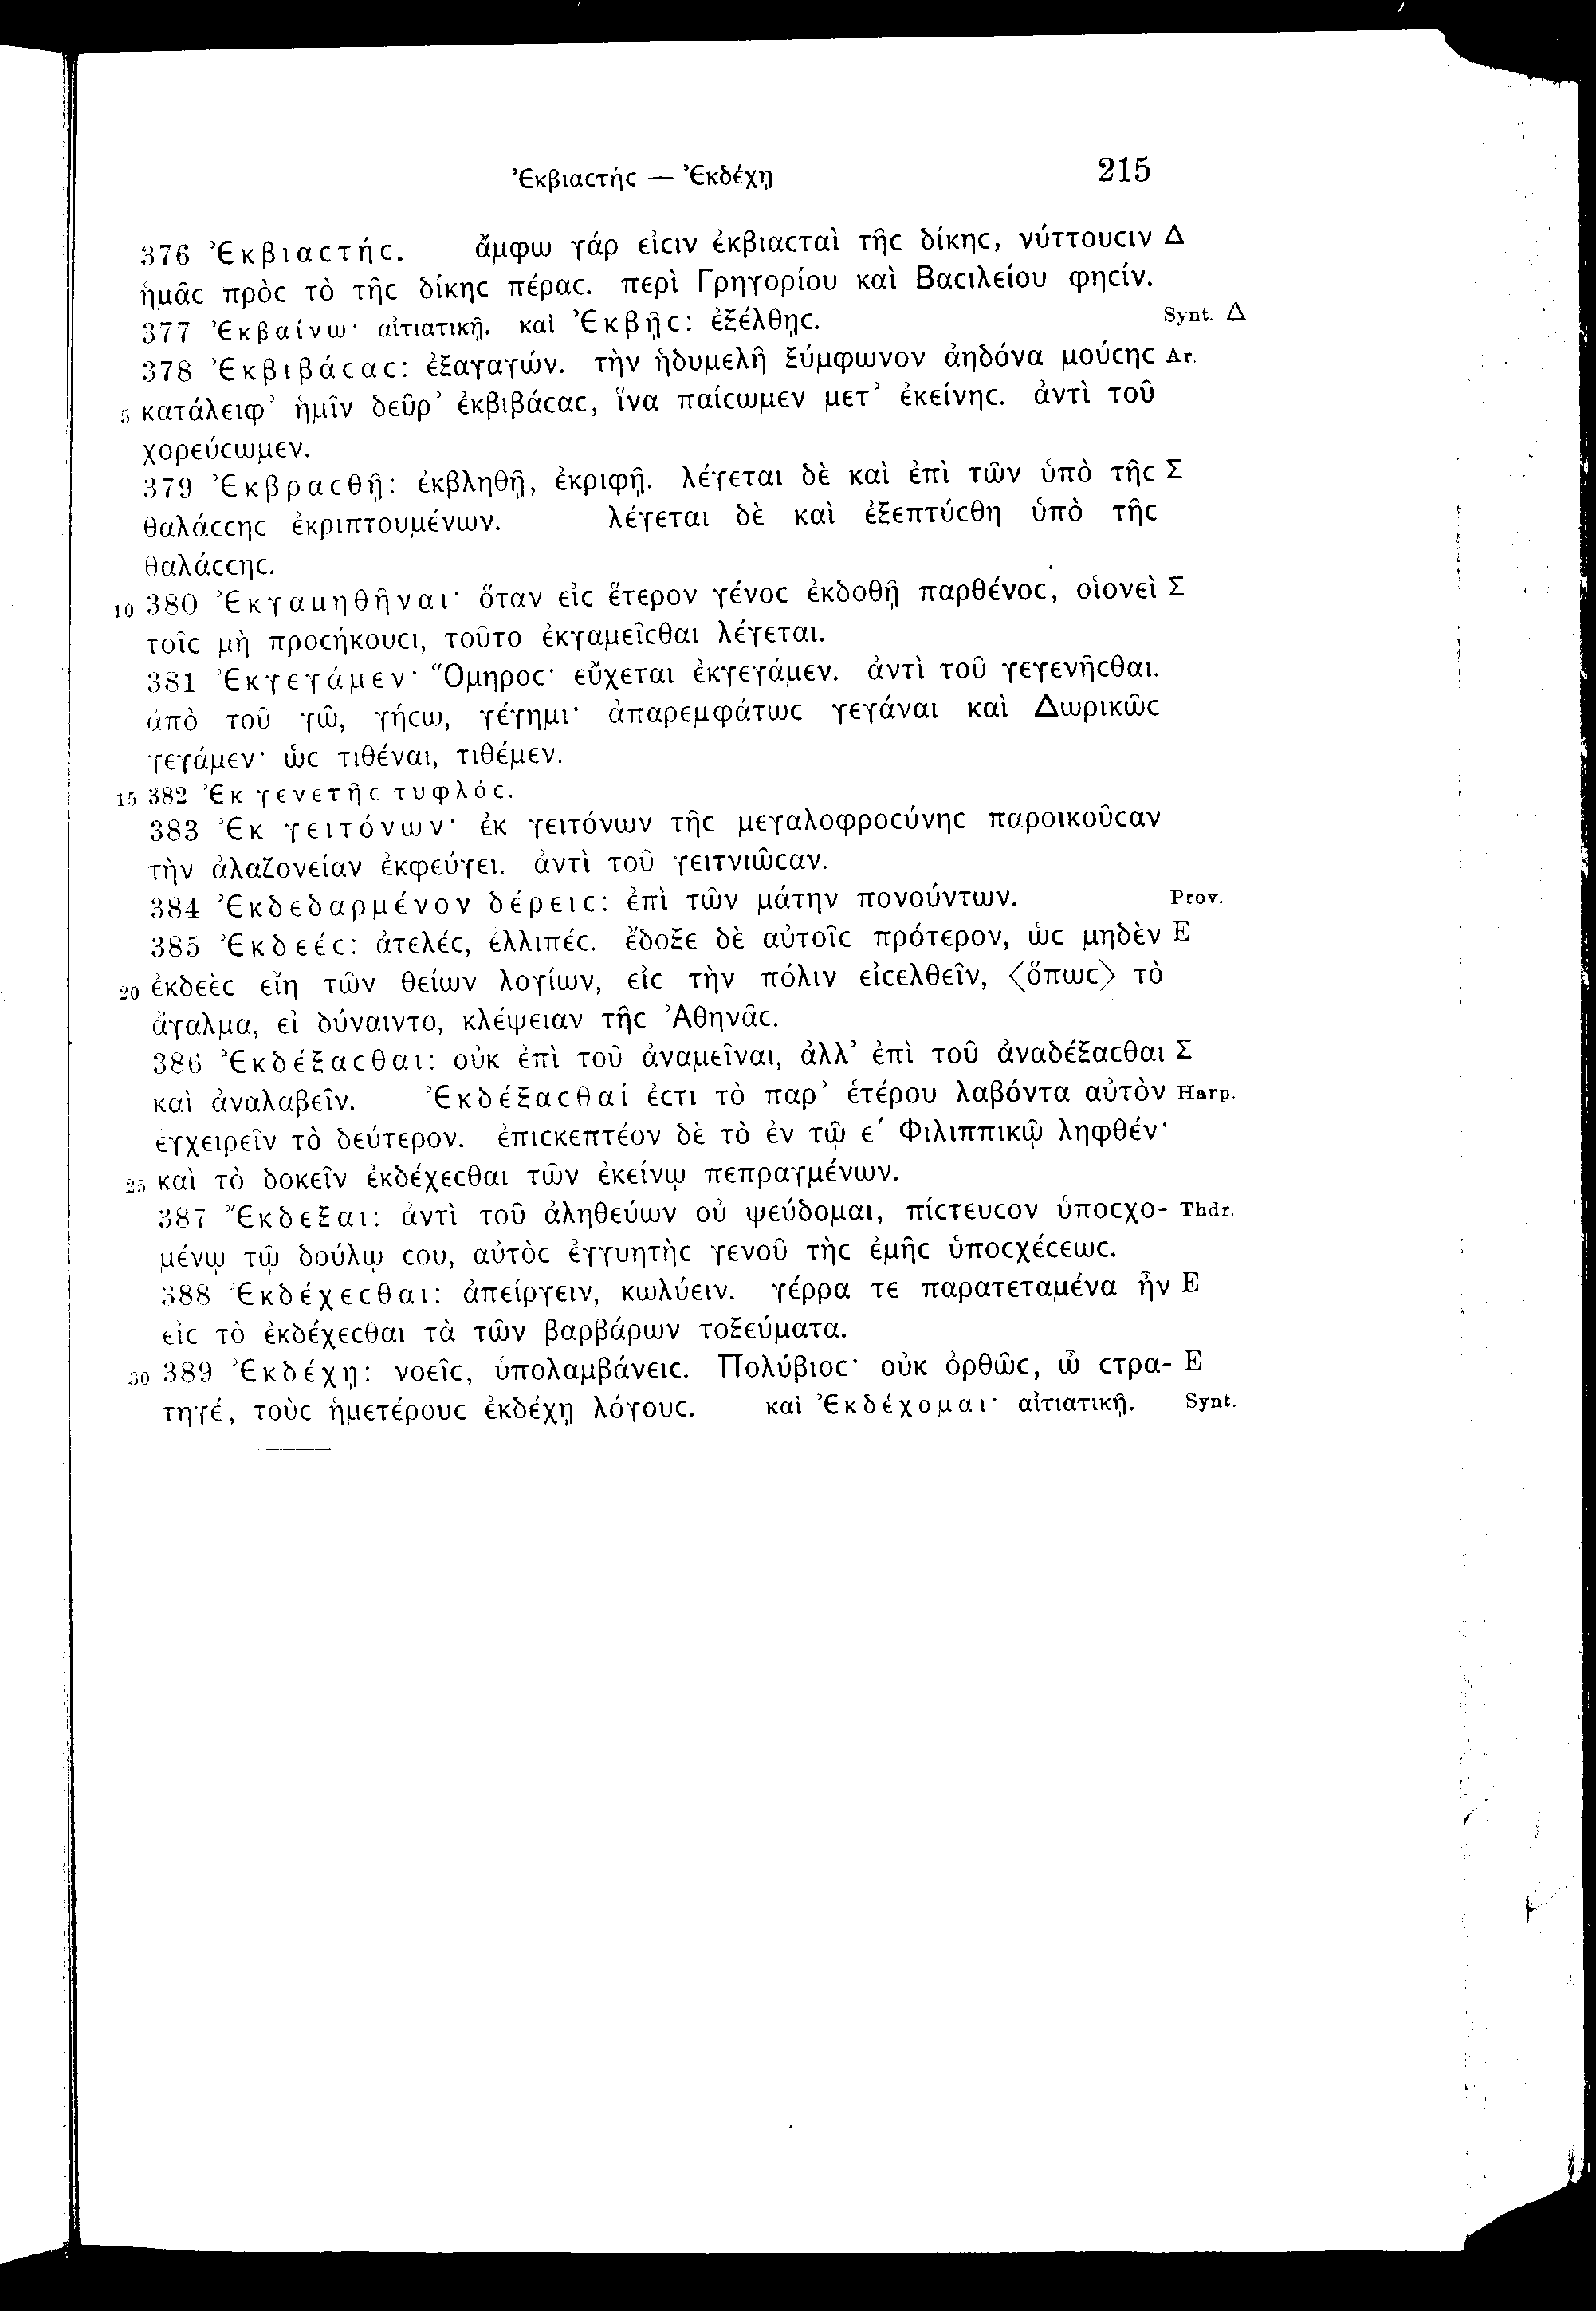 Ἐκβιαϲτήϲ — Ἐκδέχῃ 215
376 Ἐκβιαϲτήϲ. ἄμφω γάρ εἰϲιν ἐκβιαϲταὶ τῆϲ δίκηϲ, νύττουϲιν Δ
ἡμᾶϲ πρὸϲ τὸ τῆϲ δίκηϲ πέραϲ. περὶ Γρηγορίου καὶ Βαϲιλείου φηϲίν.
377 Ἐκβαίνω· αἰτιατικῇ. καὶ Ἐκβῇϲ: ἐξέλθῃϲ. Synt. Δ
378 Ἐκβιβάϲαϲ: ἐξαγαγών. τὴν ἡδυμελῆ ξύμφωνον ἀηδόνα μούϲηϲ Ar.
5 κατάλειφ’ ἡμῖν δεῦρ’ ἐκβιβάϲαϲ, ἵνα παίϲωμεν μετ’ ἐκείνηϲ. ἀντὶ τοῦ
χορεύϲωμεν.
379 Ἐκβραϲθῇ: ἐκβληθῇ, ἐκριφῇ. λέγεται δὲ καὶ ἐπὶ τῶν ὑπὸ τῆϲ Σ
θαλάϲϲηϲ ἐκριπτουμένων. λέγεται δὲ καὶ ἐξεπτύϲθη ὑπὸ τῆϲ
θαλάϲϲηϲ.
10 380 Ἐκγαμηθῆναι· ὅταν εἰϲ ἕτερον γένοϲ ἐκδοθῇ παρθένοϲ, οἱονεὶ Σ
τοῖϲ μὴ προϲήκουϲι, τοῦτο ἐκγαμεῖϲθαι λέγεται.
381 Ἐκγεγάμεν· Ὅμηροϲ· εὔχεται ἐκγεγάμεν. ἀντὶ τοῦ γεγενῆϲθαι.
ἀπὸ τοῦ γῶ, γήϲω, γέγημι· ἀπαρεμφάτωϲ γεγάναι καὶ Δωρικῶϲ
γεγάμεν· ὡϲ τιθέναι, τιθέμεν.
15 382 Ἐκ γενετῆϲ τυφλόϲ.
383 Ἐκ γειτόνων· ἐκ γειτόνων τῆϲ μεγαλοφροϲύνηϲ παροικοῦϲαν
τὴν ἀλαζονείαν ἐκφεύγει. ἀντὶ τοῦ γειτνιῶϲαν.
384 Ἐκδεδαρμένον δέρειϲ: ἐπὶ τῶν μάτην πονούντων. Prov.
385 Ἐκδεέϲ: ἀτελέϲ, ἐλλιπέϲ. ἔδοξε δὲ αὐτοῖϲ πρότερον, ὡϲ μηδὲν E
20 ἐκδεὲϲ εἴη τῶν θείων λογίων, εἰϲ τὴν πόλιν εἰϲελθεῖν, ⟨ὅπωϲ⟩ τὸ
ἄγαλμα, εἰ δύναιντο, κλέψειαν τῆϲ Ἀθηνᾶϲ.
386 Ἐκδέξαϲθαι: οὐκ ἐπὶ τοῦ ἀναμεῖναι, ἀλλ’ ἐπὶ τοῦ ἀναδέξαϲθαι Σ
καὶ ἀναλαβεῖν. Ἐκδέξαϲθαί ἐϲτι τὸ παρ’ ἑτέρου λαβόντα αὐτὸν Harp.
ἐγχειρεῖν τὸ δεύτερον. ἐπιϲκεπτέον δὲ τὸ ἐν τῷ ε′ Φιλιππικῷ ληφθέν·
25 καὶ τὸ δοκεῖν ἐκδέχεϲθαι τῶν ἐκείνῳ πεπραγμένων.
387 Ἔκδεξαι: ἀντὶ τοῦ ἀληθεύων οὐ ψεύδομαι, πίϲτευϲον ὑποϲχο- Thdr.
μένῳ τῷ δούλῳ ϲου, αὐτὸϲ ἐγγυητὴϲ γενοῦ τῆϲ ἐμῆϲ ὑποϲχέϲεωϲ.
388 Ἐκδέχεϲθαι: ἀπείργειν, κωλύειν. γέρρα τε παρατεταμένα ἦν E
εἰϲ τὸ ἐκδέχεϲθαι τὰ τῶν βαρβάρων τοξεύματα.
30 389 Ἐκδέχῃ: νοεῖϲ, ὑπολαμβάνειϲ. Πολύβιοϲ· οὐκ ὀρθῶϲ, ὦ ϲτρα- E
τηγέ, τοὺϲ ἡμετέρουϲ ἐκδέχῃ λόγουϲ. καὶ Ἐκδέχομαι· αἰτιατικῇ. Synt.